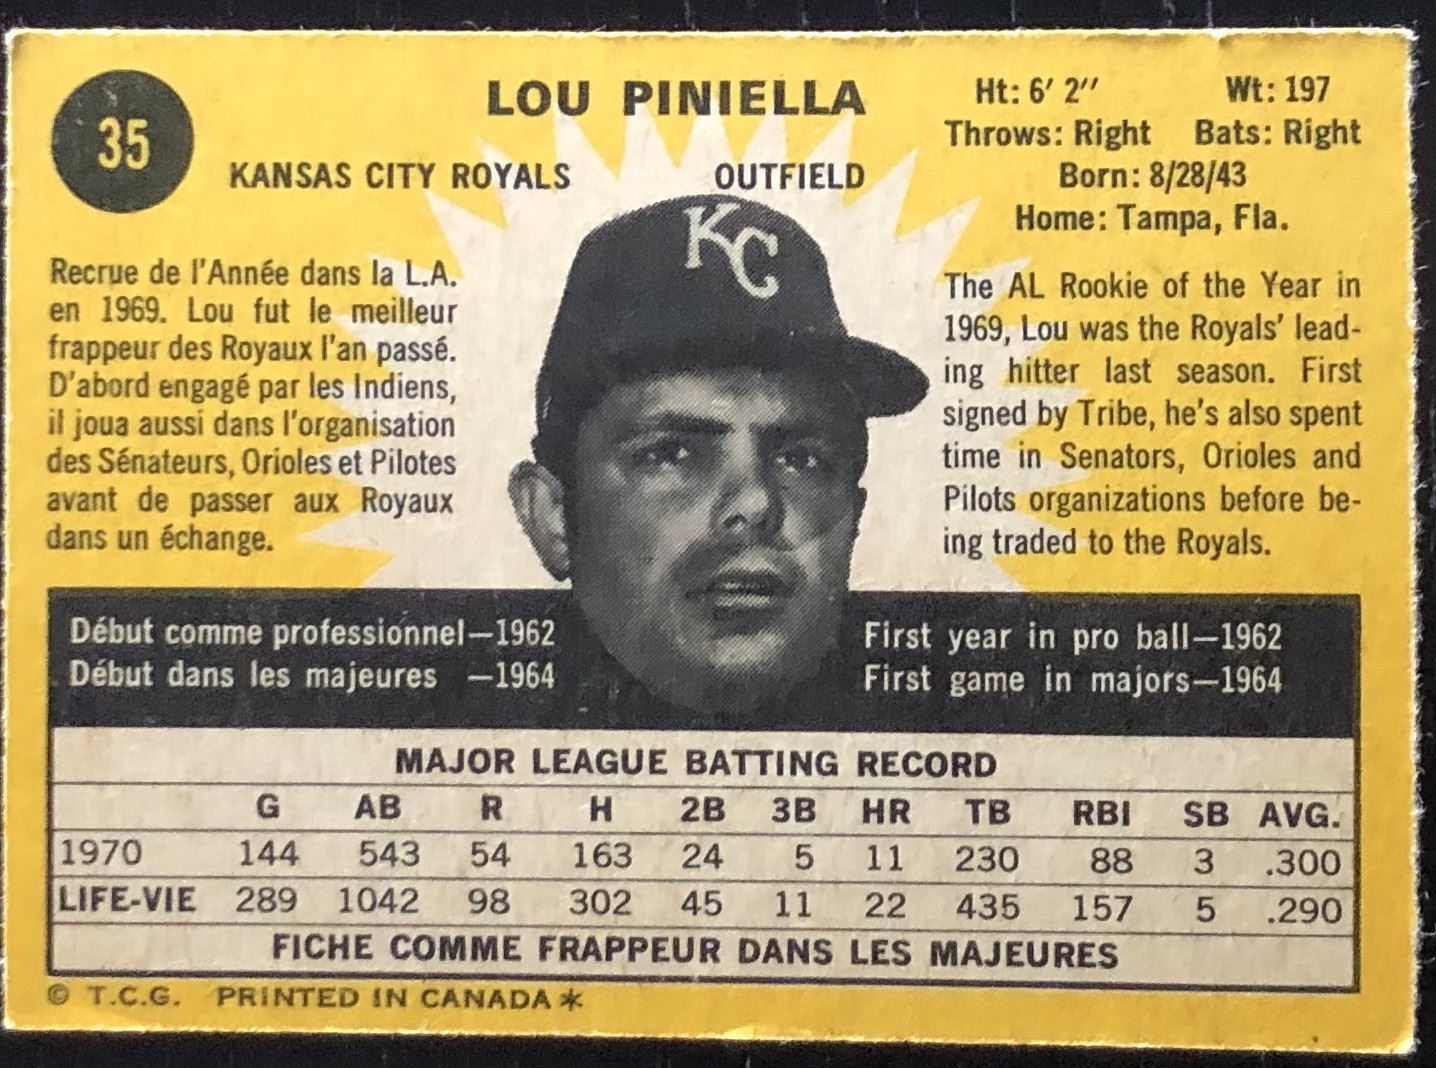 35
LOU PINIELLA
KANSAS CITY ROYALS OUTFIELD
Ht: 6' 2'' Wt: 197
Throws: Right Bats: Right
Born: 8/28/43
Home: Tampa, Fla.
Recrue de l'Année dans la L.A.
en 1969. Lou fut le meilleur
frappeur des Royaux l'an passé.
D'abord engagé par les Indiens,
il joua aussi dans l'organisation
des Sénateurs, Orioles et Pilotes
avant de passer aux Royaux
dans un échange.
KC
The AL Rookie of the Year in
1969, Lou was the Royals' lead-
ing hitter last season. First
signed by Tribe, he's also spent
time in Senators, Orioles and
Pilots organizations before be-
ing traded to the Royals.
Début comme professionnel—1962
Début dans les majeures —1964
First year in pro ball—1962
First game in majors—1964
MAJOR LEAGUE BATTING RECORD
G AB R H 2B 3B HR TB RBI SB AVG.
1970 144 543 54 163 24 5 11 230 88 3 .300
LIFE-VIE 289 1042 98 302 45 11 22 435 157 5 .290
FICHE COMME FRAPPEUR DANS LES MAJEURES
© T.C.G. PRINTED IN CANADA *